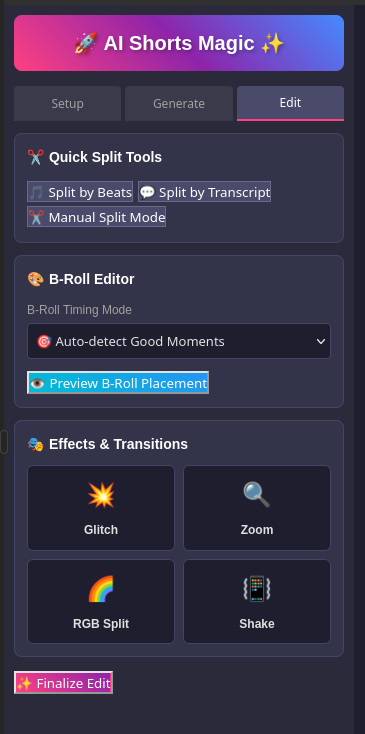 🚀 AI Shorts Magic ✨
Setup Generate Edit
✂️ Quick Split Tools
🎵 Split by Beats 💬 Split by Transcript
✂️ Manual Split Mode
🎨 B-Roll Editor
B-Roll Timing Mode
🎯 Auto-detect Good Moments
👁️ Preview B-Roll Placement
🎭 Effects & Transitions
Glitch Zoom
RGB Split Shake
✨ Finalize Edit